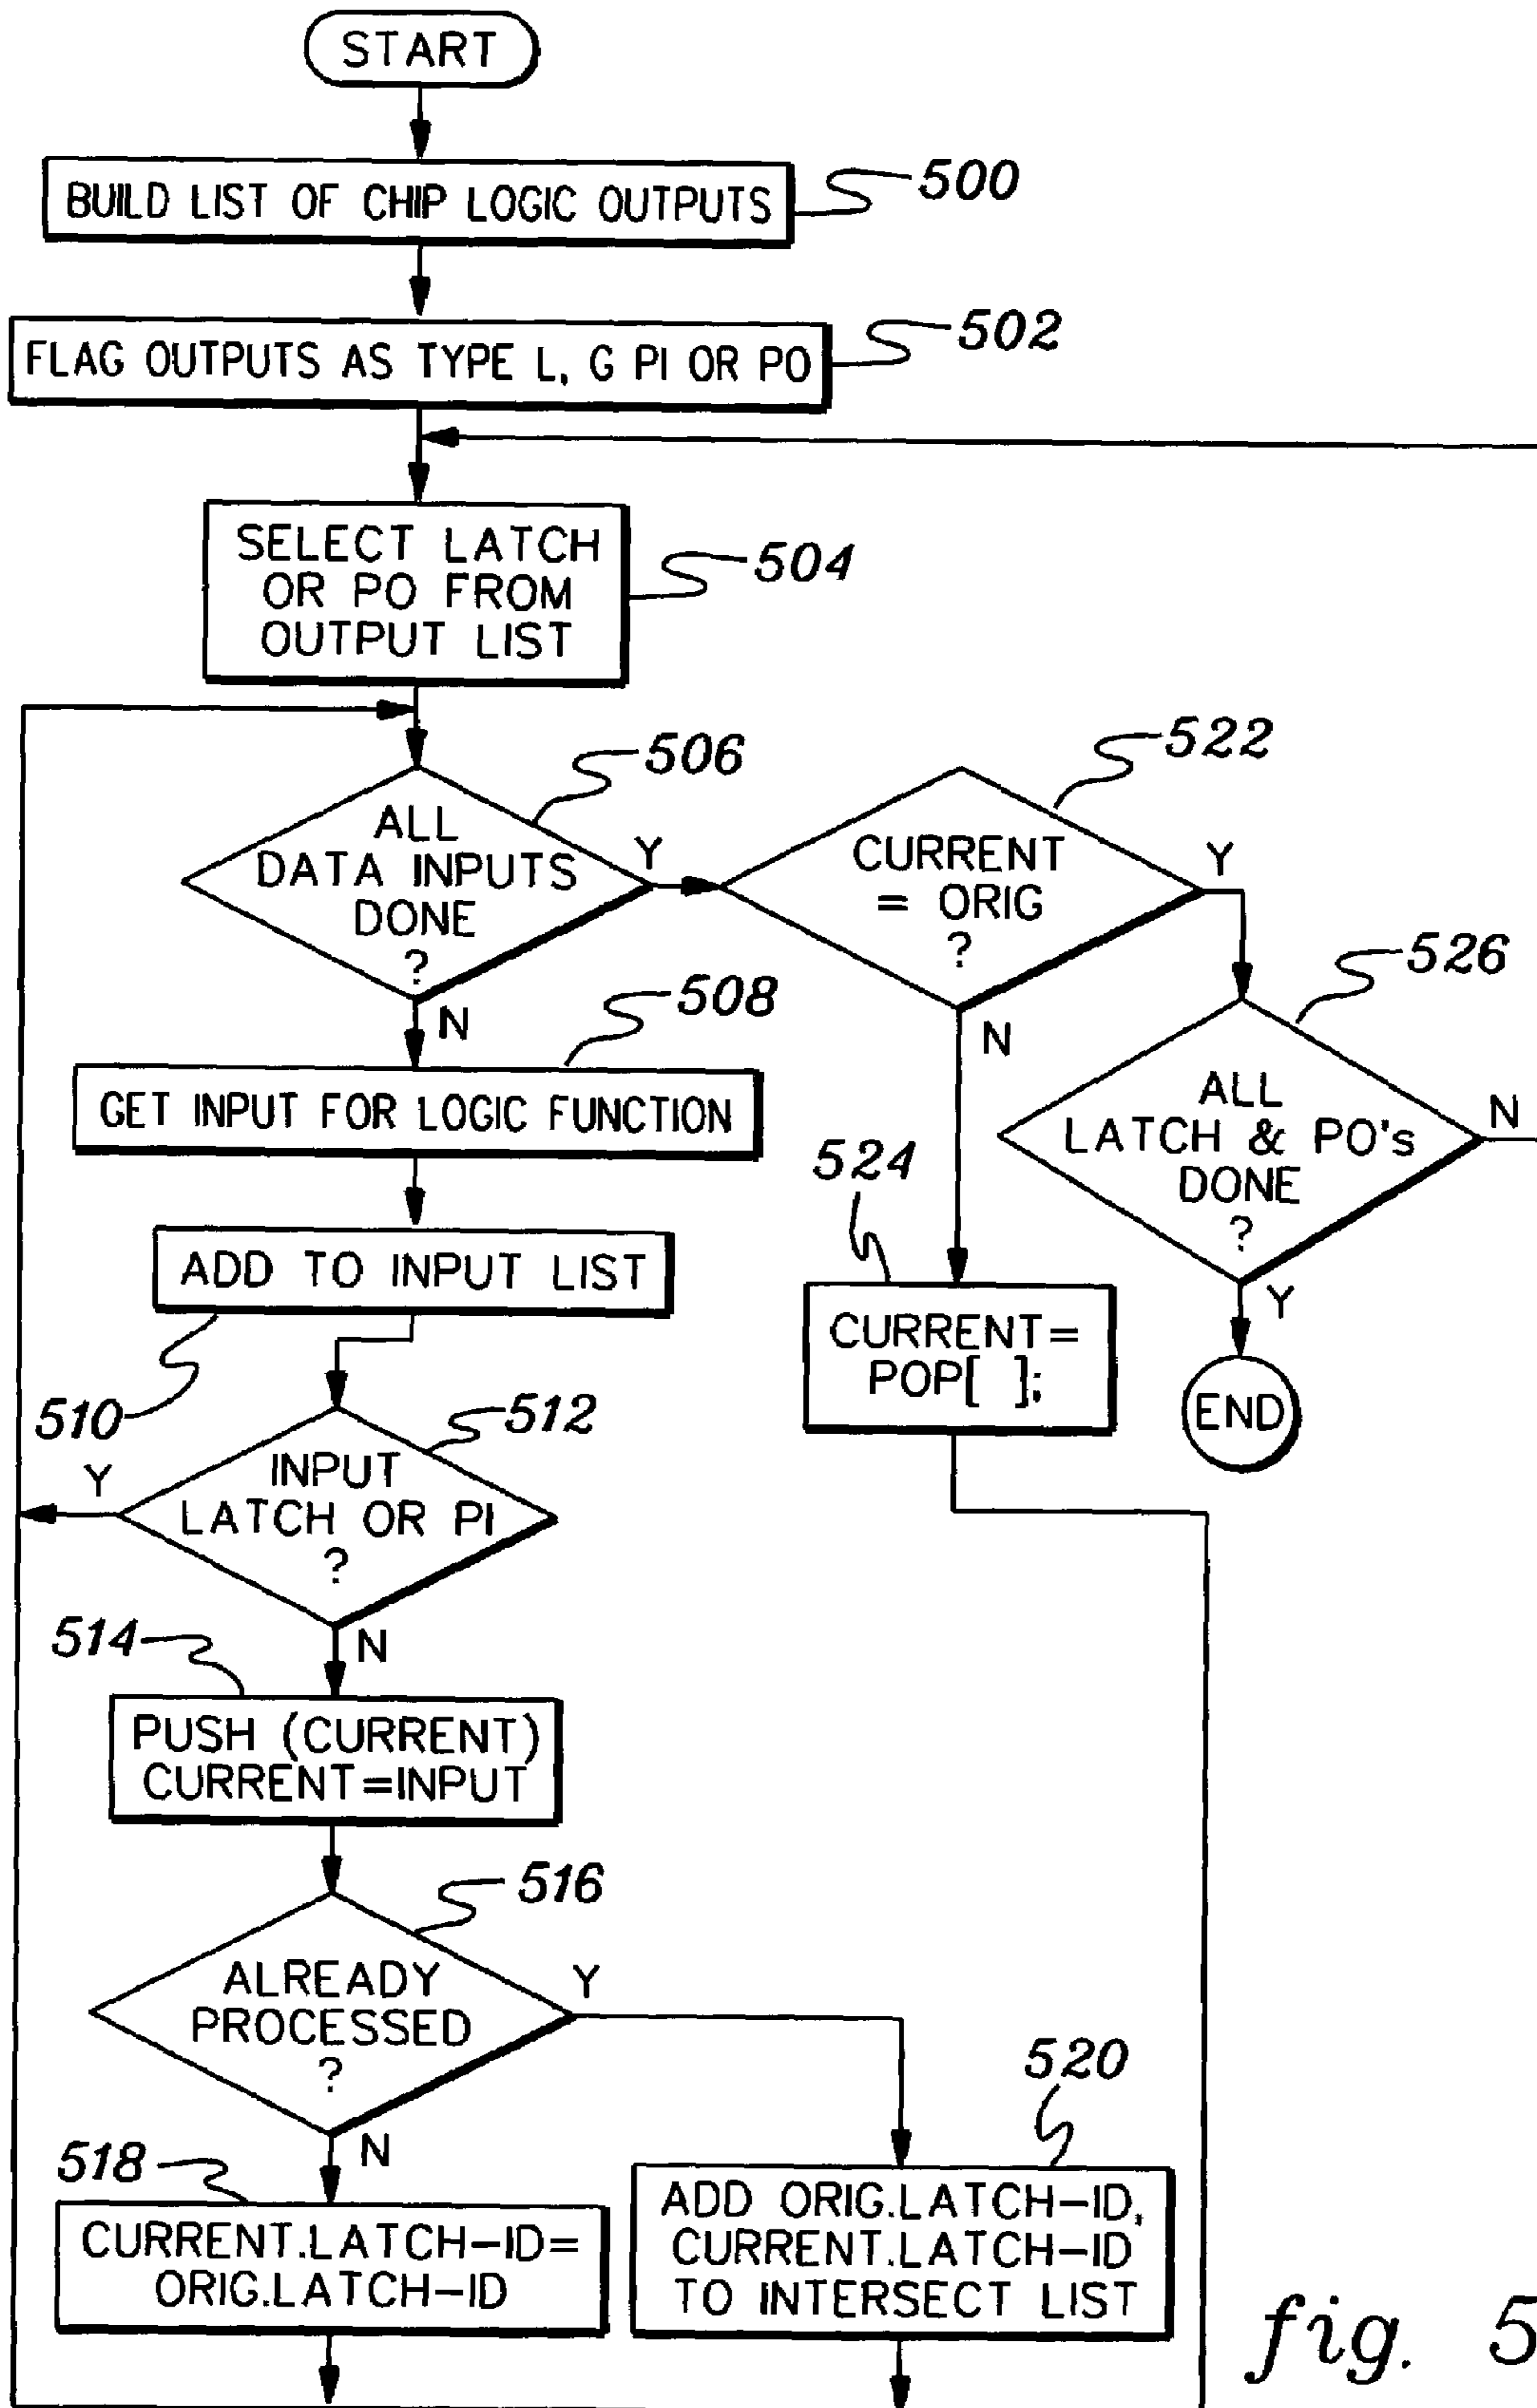 START
BUILD LIST OF CHIP LOGIC OUTPUTS
500
FLAG OUTPUTS AS TYPE L, G PI OR PO
502
SELECT LATCH
OR PO FROM
OUTPUT LIST
504
ALL
DATA INPUTS
DONE
?
506
Y
N
CURRENT
= ORIG
?
522
Y
N
526
ALL
LATCH & PO's
DONE
?
N
Y
END
508
GET INPUT FOR LOGIC FUNCTION
524
CURRENT=
POP[ ];
ADD TO INPUT LIST
510
512
INPUT
LATCH OR PI
?
Y
N
514
PUSH (CURRENT)
CURRENT=INPUT
516
ALREADY
PROCESSED
?
Y
N
518
CURRENT.LATCH-ID=
ORIG.LATCH-ID
520
ADD ORIG.LATCH-ID,
CURRENT.LATCH-ID
TO INTERSECT LIST
fig. 5